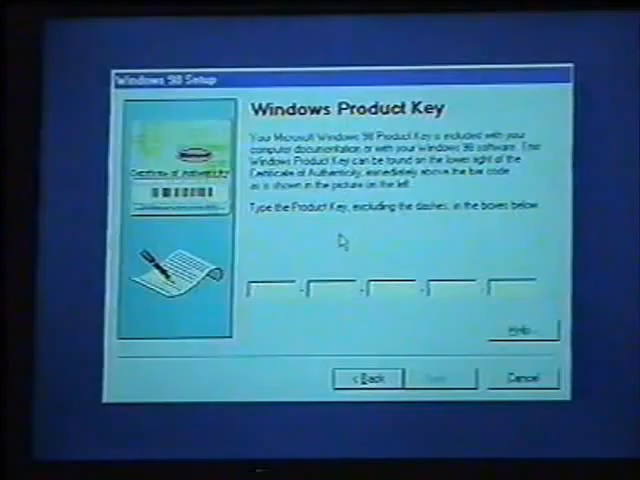 Windows 98 Setup
Windows Product Key
Your Microsoft Windows 98 Product Key is included with your
computer documentation or with your Windows 98 software. The
Windows Product Key can be found on the lower right of the
Certificate of Authenticity, immediately above the bar code
as is shown in the picture on the left.
Type the Product Key, excluding the dashes, in the boxes below.
Certificate of Authenticity
- - - -
Help...
< Back
Cancel